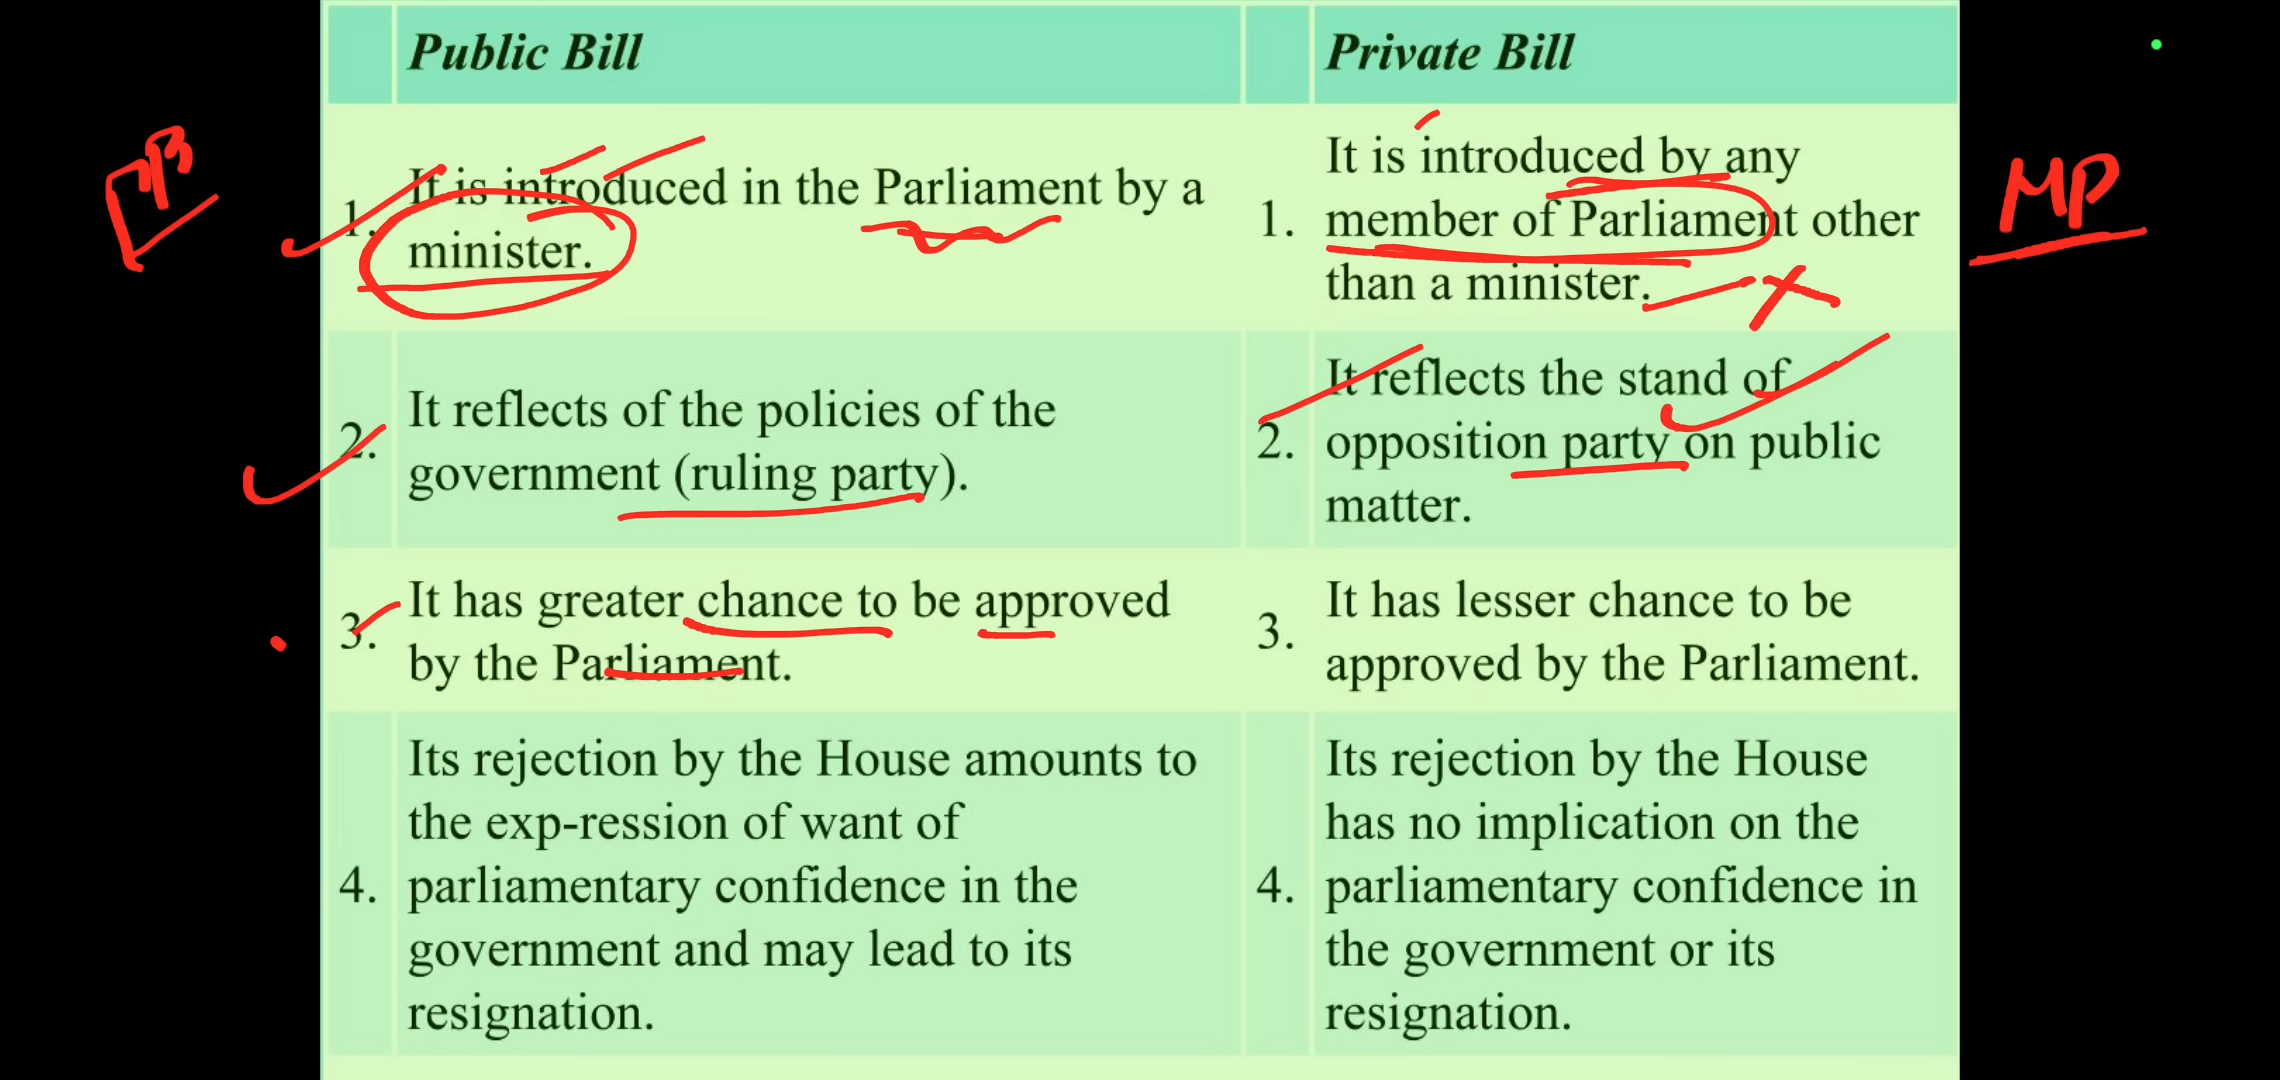 Public Bill
Private Bill
1. It is introduced in the Parliament by a
minister.
1. It is introduced by any
member of Parliament other
than a minister.
MP
2. It reflects of the policies of the
government (ruling party).
2. It reflects the stand of
opposition party on public
matter.
3. It has greater chance to be approved
by the Parliament.
3. It has lesser chance to be
approved by the Parliament.
4. Its rejection by the House amounts to
the exp-ression of want of
parliamentary confidence in the
government and may lead to its
resignation.
4. Its rejection by the House
has no implication on the
parliamentary confidence in
the government or its
resignation.